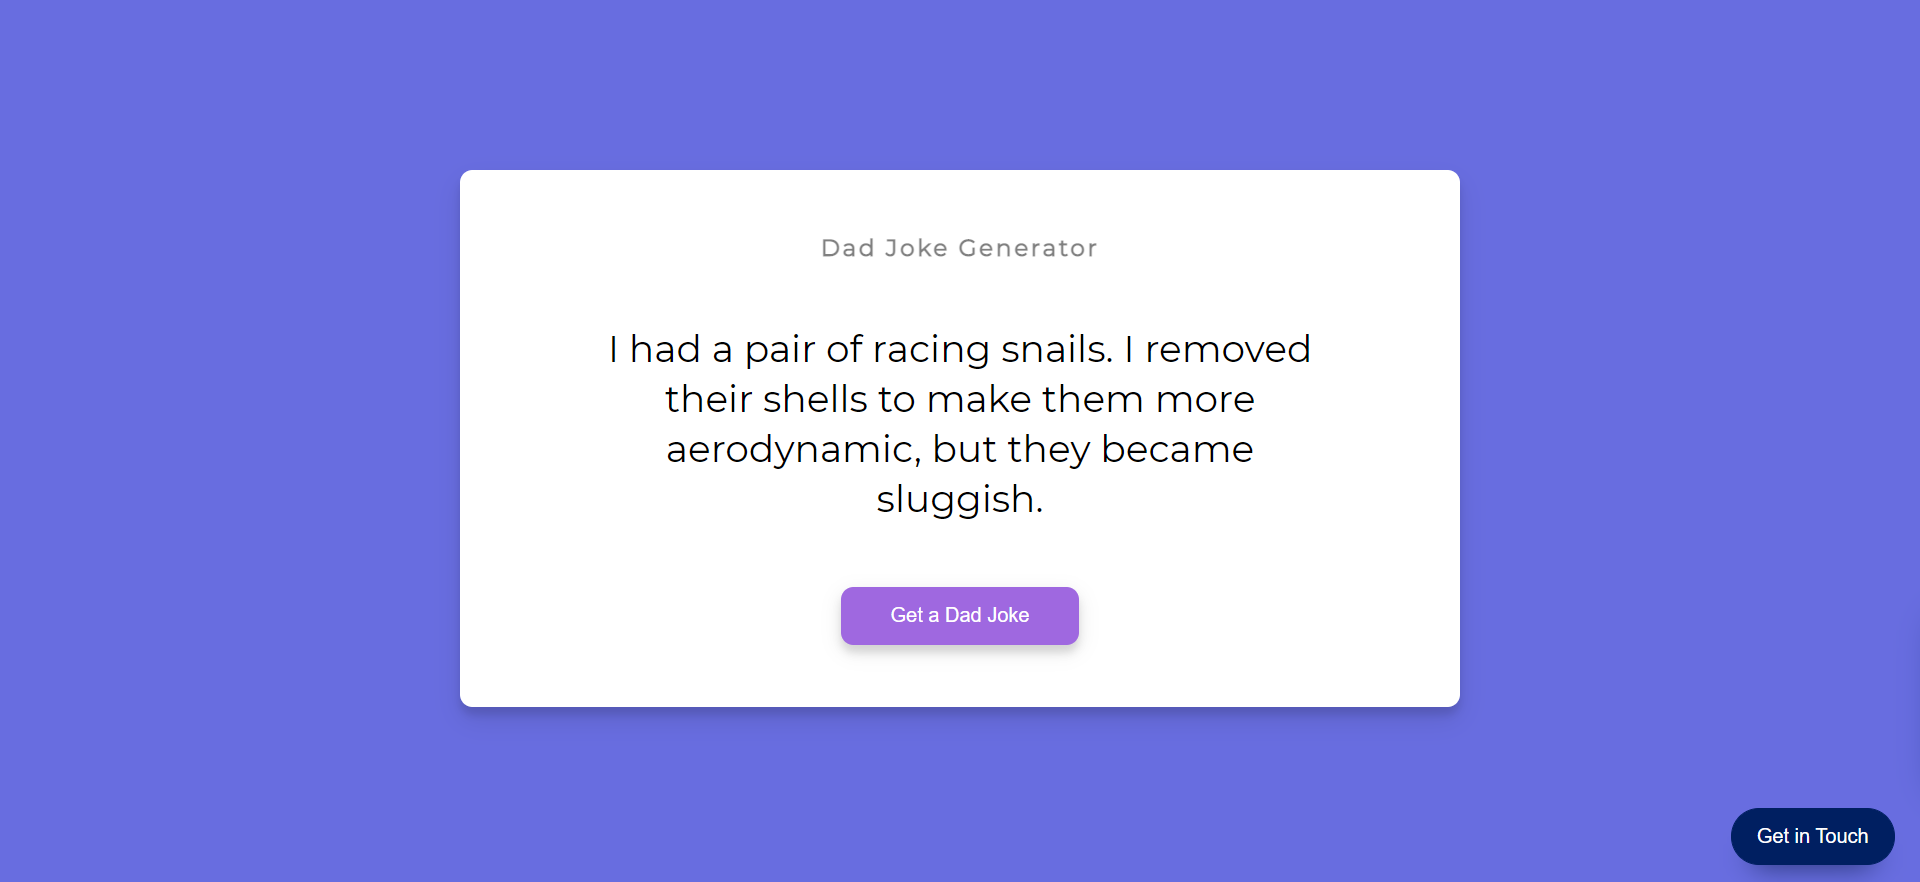 Dad Joke Generator
I had a pair of racing snails. I removed
their shells to make them more
aerodynamic, but they became
sluggish.
Get a Dad Joke
Get in Touch